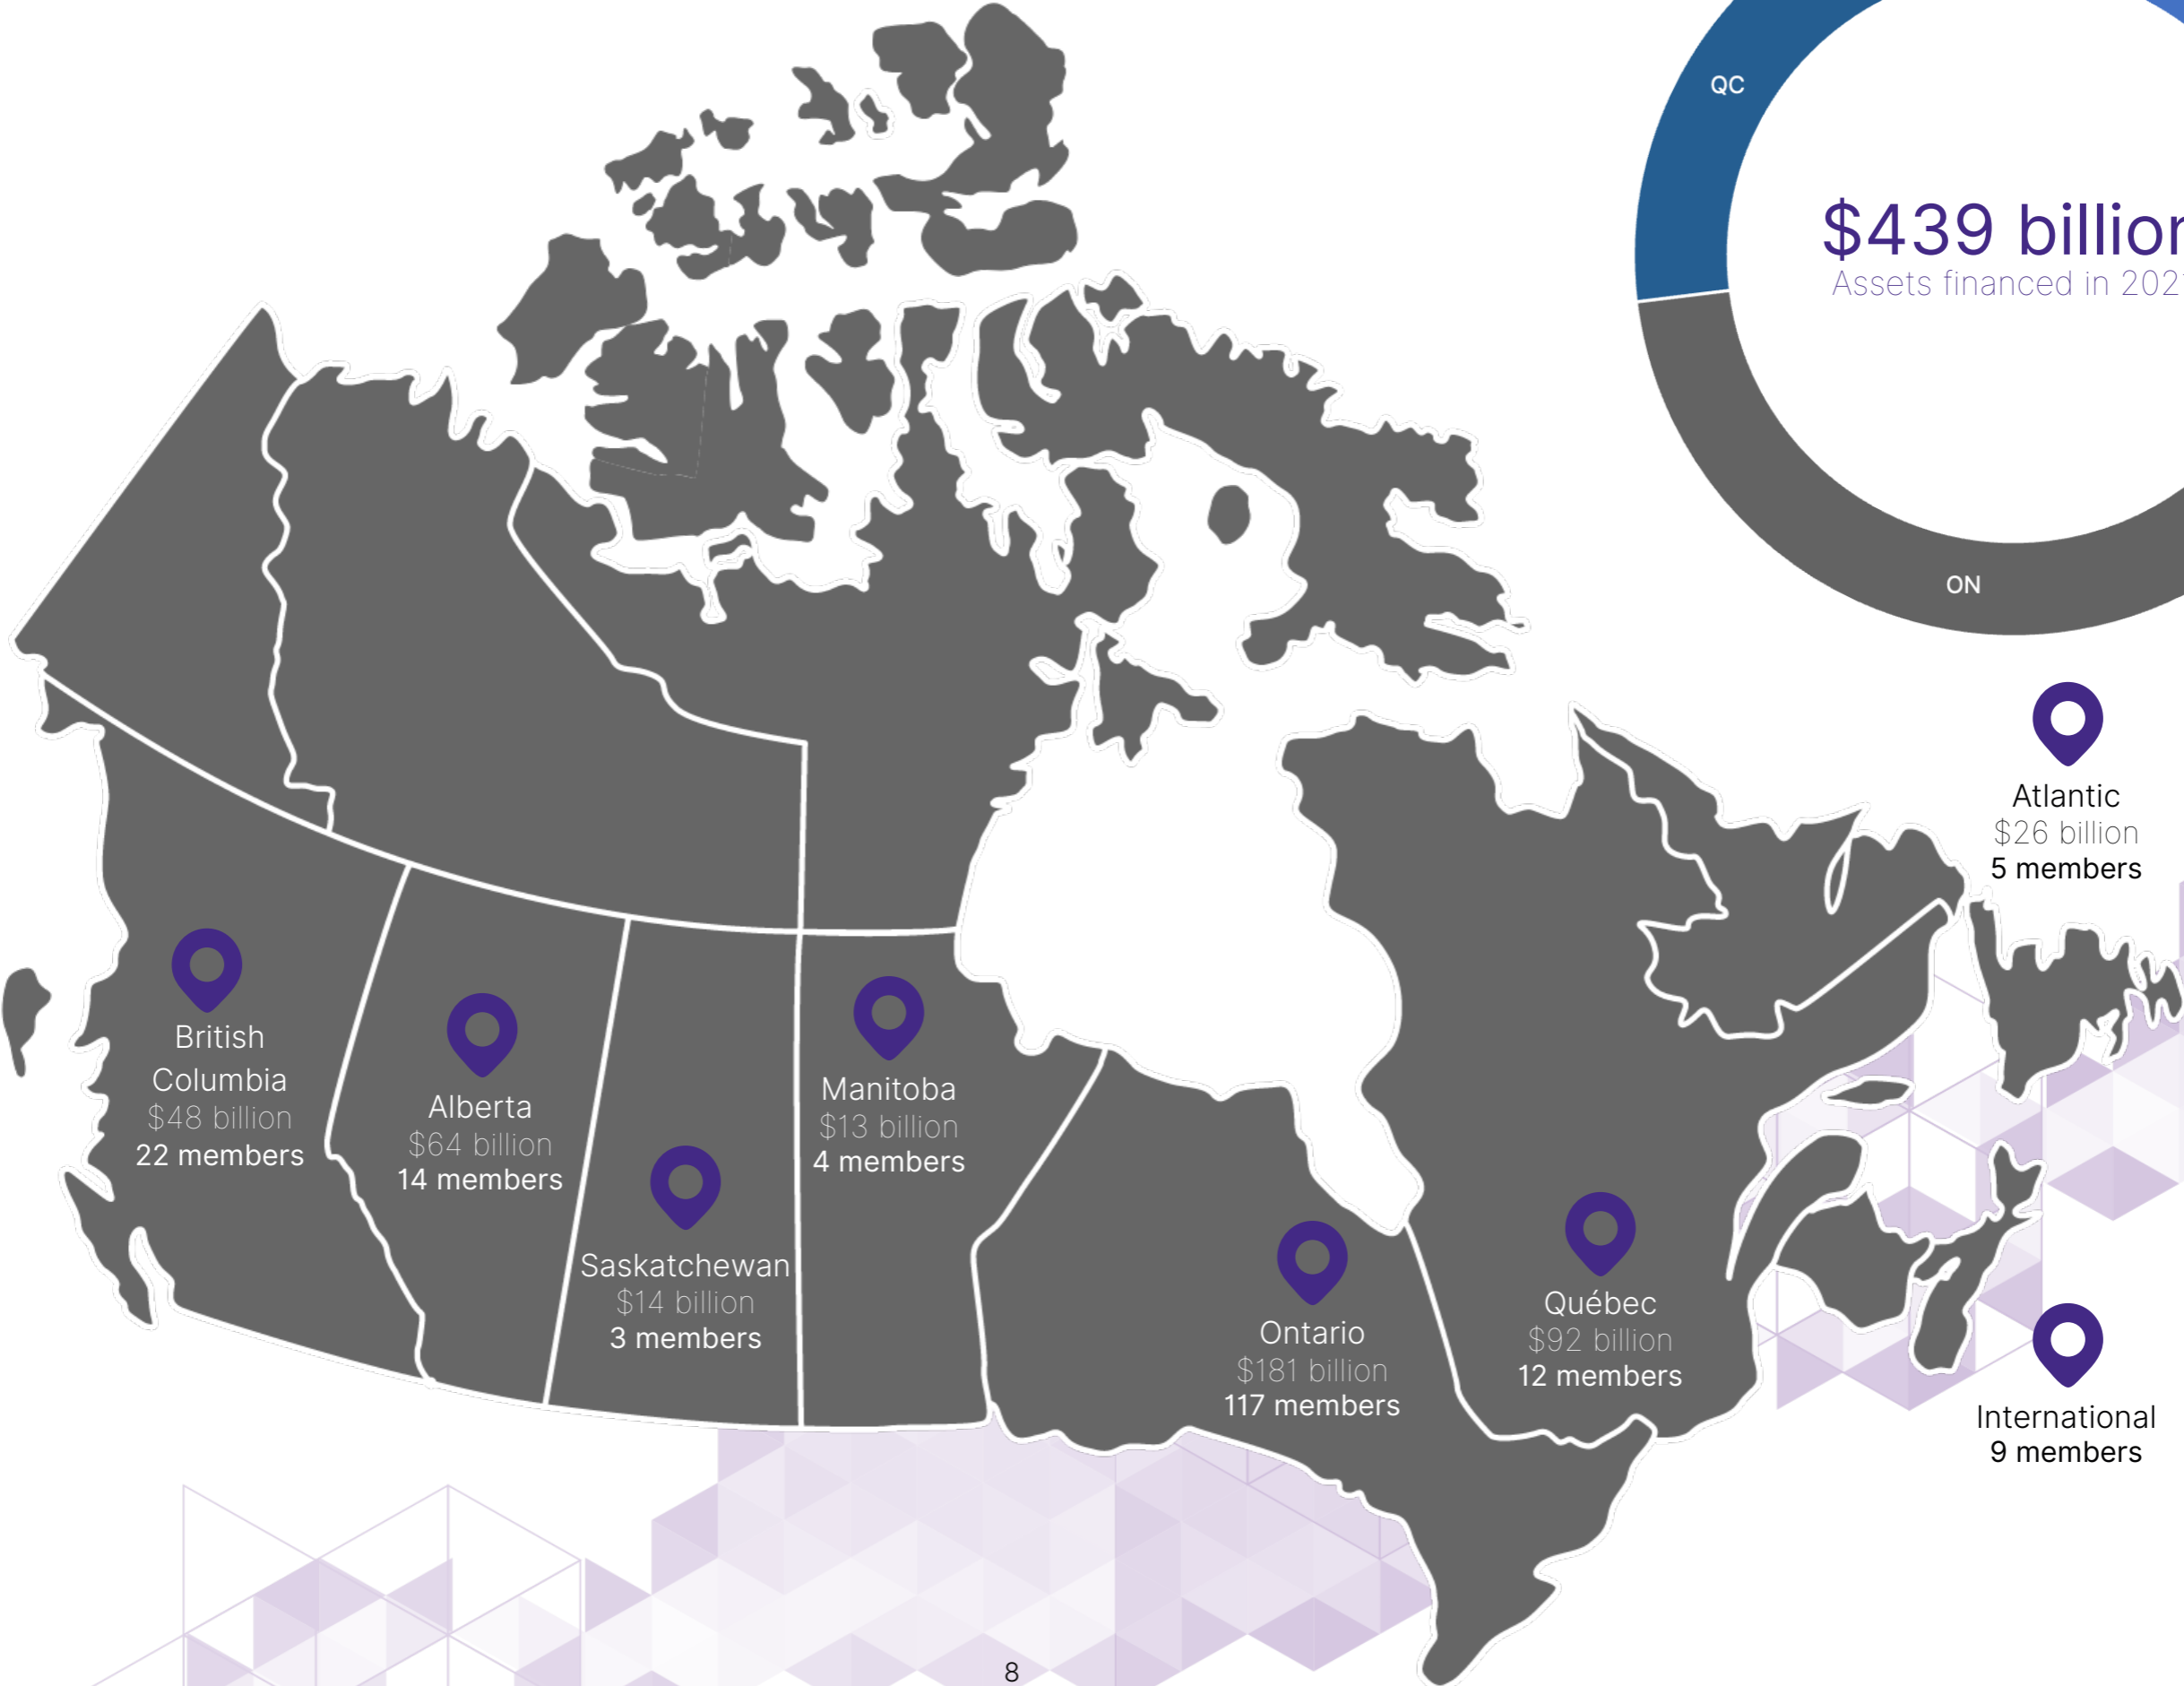 QC
$439 billion
Assets financed in 202
ON
Atlantic
$26 billion
5 members
British
Columbia
$48 billion
22 members
Alberta
$64 billion
14 members
Saskatchewan
$14 billion
3 members
Manitoba
$13 billion
4 members
Ontario
$181 billion
117 members
Québec
$92 billion
12 members
International
9 members
8